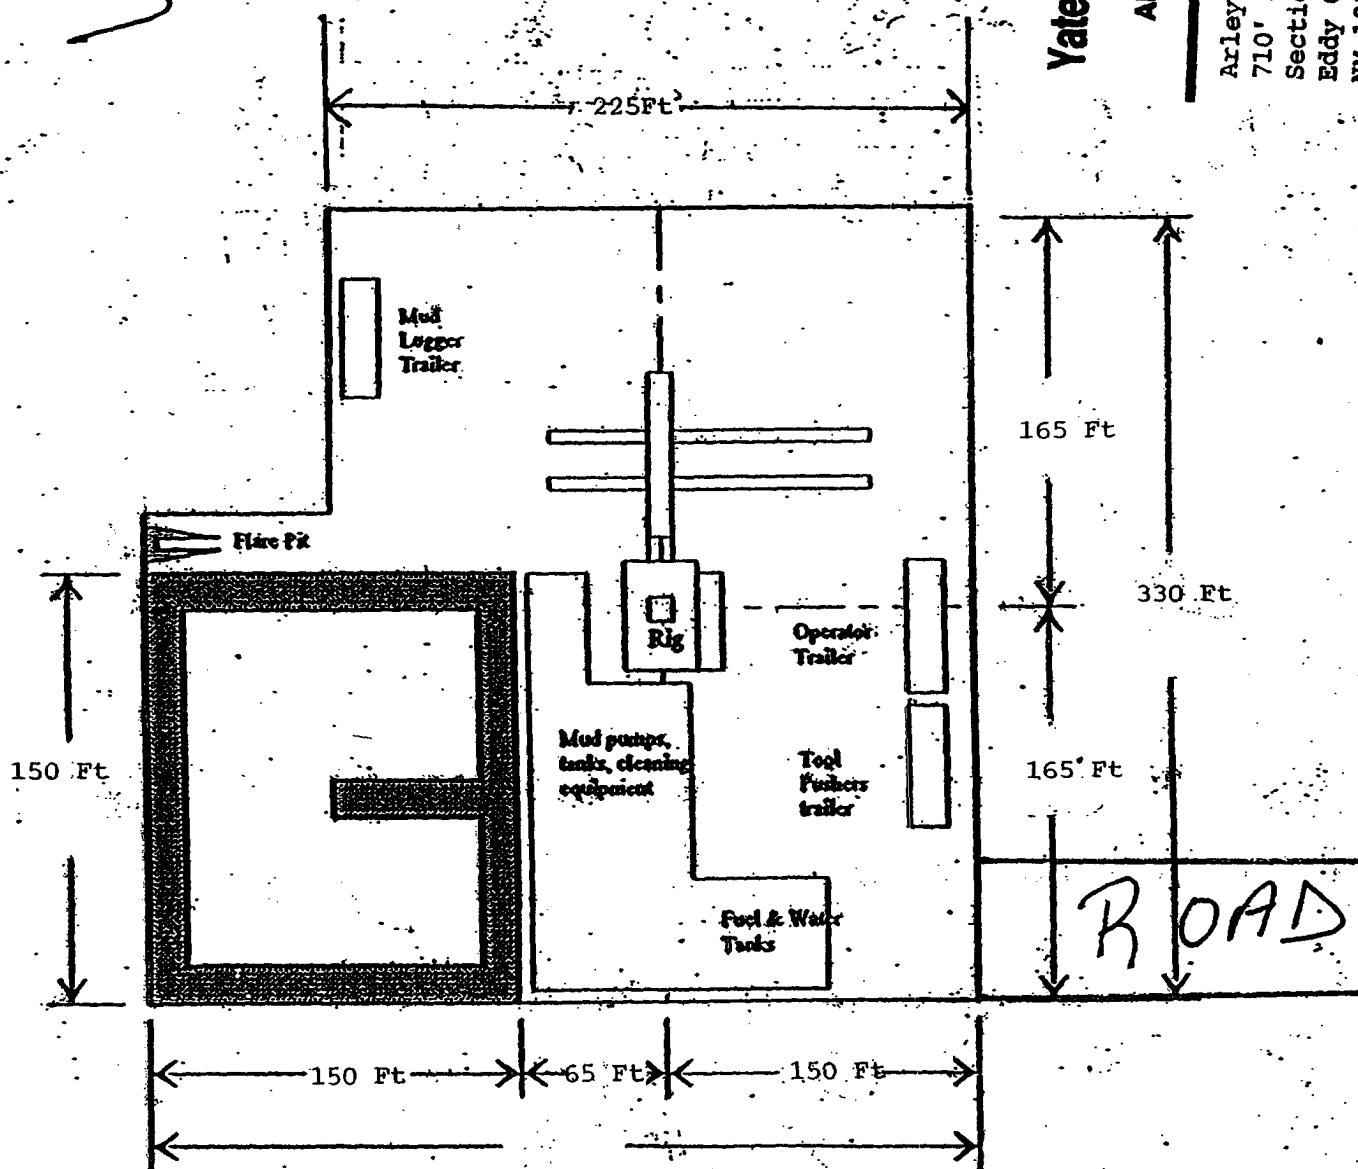 Yate
Arley
710'
Secti
Eddy
225Ft
Mud
Logger
Trailer
165 Ft
Flare Pit
330 Ft
Rig
Operator
Trailer
Mud pumps,
tanks, cleaning
equipment
Tool
Pushers
trailer
150 Ft
165 Ft
ROAD
Fuel & Water
Tanks
150 Ft
65 Ft
150 Ft